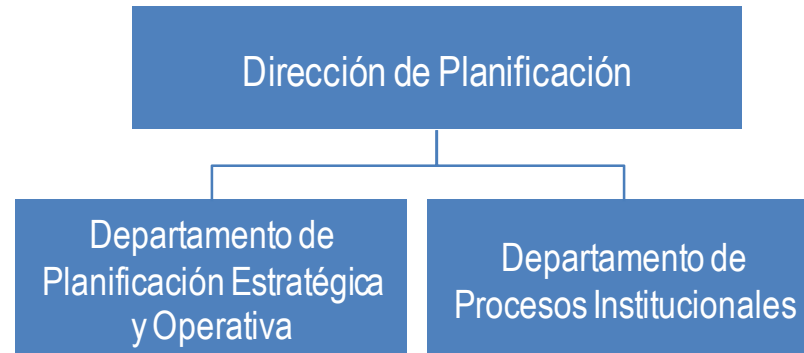 Dirección de Planificación
Departamento de
Planificación Estratégica
y Operativa
Departamento de
Procesos Institucionales